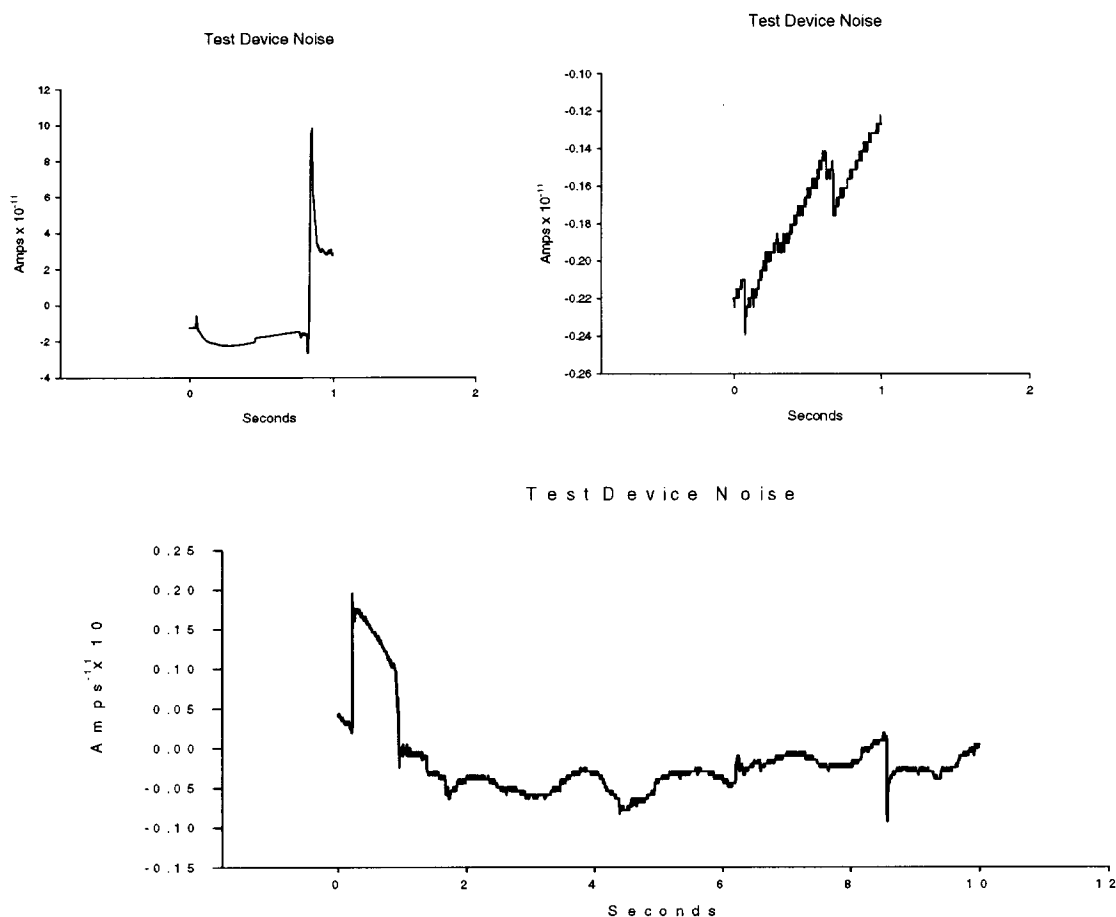 Test Device Noise
12
10
8
6
4
2
0
-2
-4
Amps x 10-11
0 1 2
Seconds
Test Device Noise
-0.10
-0.12
-0.14
-0.16
-0.18
-0.20
-0.22
-0.24
-0.26
Amps x 10-11
0 1 2
Seconds
Test Device Noise
0.25
0.20
0.15
0.10
0.05
0.00
-0.05
-0.10
-0.15
Amps-11x 10
0 2 4 6 8 10 12
Seconds